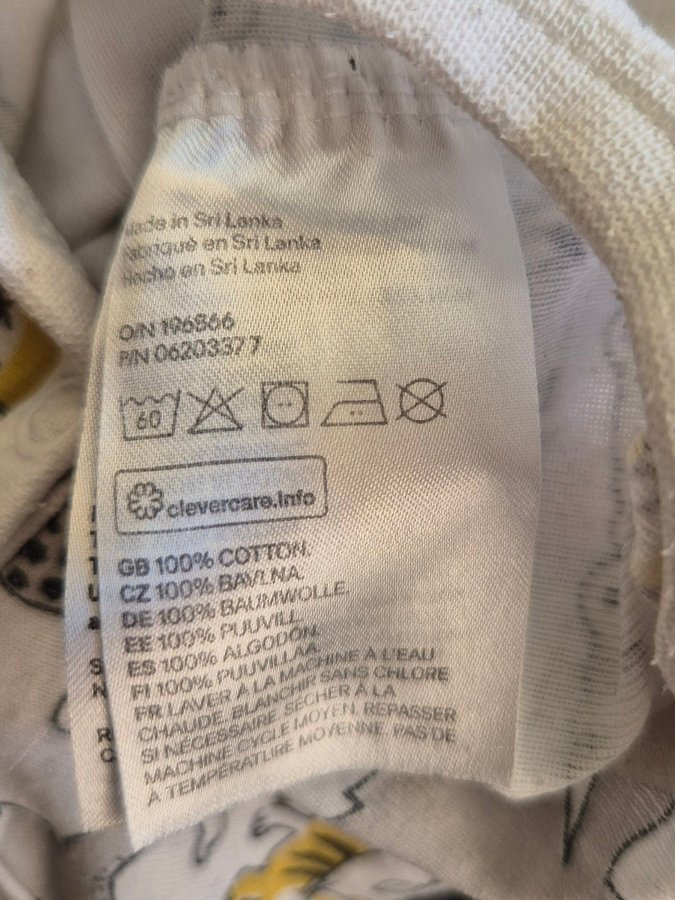 Made in Sri Lanka
Fabriqué en Sri Lanka
Hecho en Sri Lanka
O/N 196866
P/N 06203377
60
clevercare.info
GB 100% COTTON.
CZ 100% BAVLNA.
DE 100% BAUMWOLLE.
EE 100% PUUVILL.
ES 100% ALGODÓN.
FI 100% PUUVILLAA.
FR LAVER A LA MACHINE À L'EAU
CHAUDE. BLANCHIR SANS CHLORE
SI NÉCESSAIRE. SÉCHER À LA
MACHINE CYCLE MOYEN. REPASSER
A TEMPÉRATURE MOYENNE. PAS DE